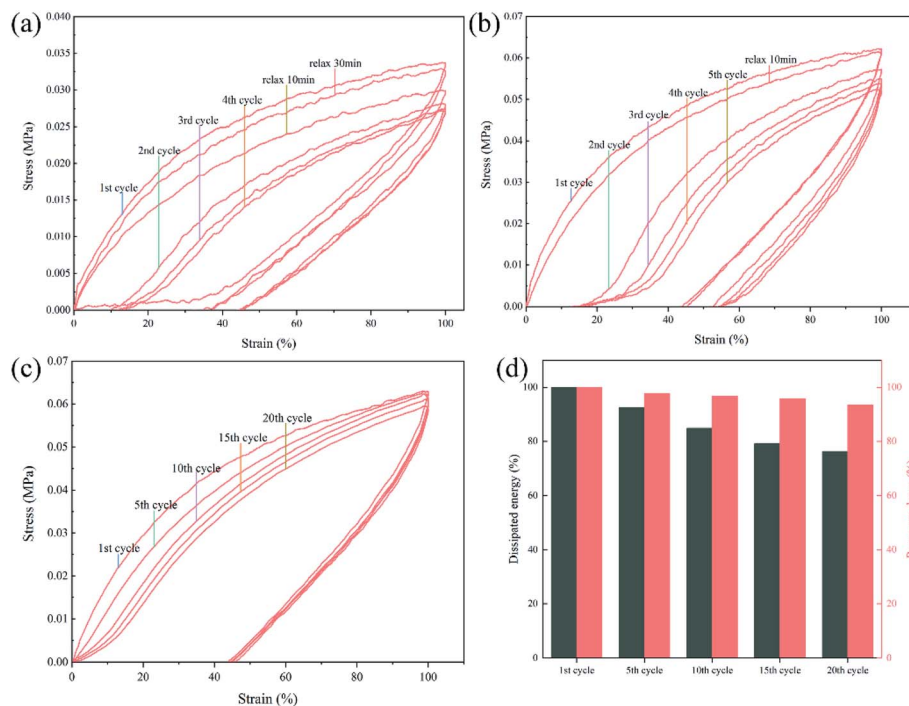 (a)
0.040
0.035
0.030
0.025
0.020
0.015
0.010
0.005
0.000
Stress (MPa)
1st cycle
2nd cycle
3rd cycle
4th cycle
relax 10min
relax 30min
0 20 40 60 80 100
Strain (%)
(b)
0.07
0.06
0.05
0.04
0.03
0.02
0.01
0.00
Stress (MPa)
1st cycle
2nd cycle
3rd cycle
4th cycle
5th cycle
relax 10min
0 20 40 60 80 100
Strain (%)
(c)
0.07
0.06
0.05
0.04
0.03
0.02
0.01
0.00
Stress (MPa)
1st cycle
5th cycle
10th cycle
15th cycle
20th cycle
0 20 40 60 80 100
Strain (%)
(d)
100
80
60
40
20
0
Dissipated energy (%)
1st cycle 5th cycle 10th cycle 15th cycle 20th cycle
100
80
60
40
20
0